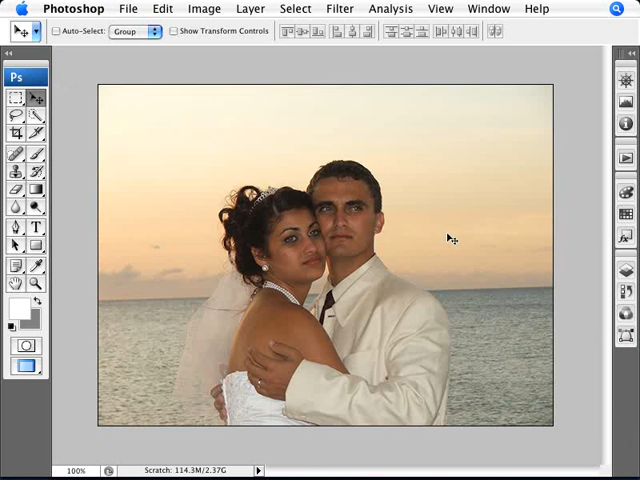 Photoshop File Edit Image Layer Select Filter Analysis View Window Help
Auto-Select: Group Show Transform Controls
Ps
T
100% Scratch: 114.3M/2.37G